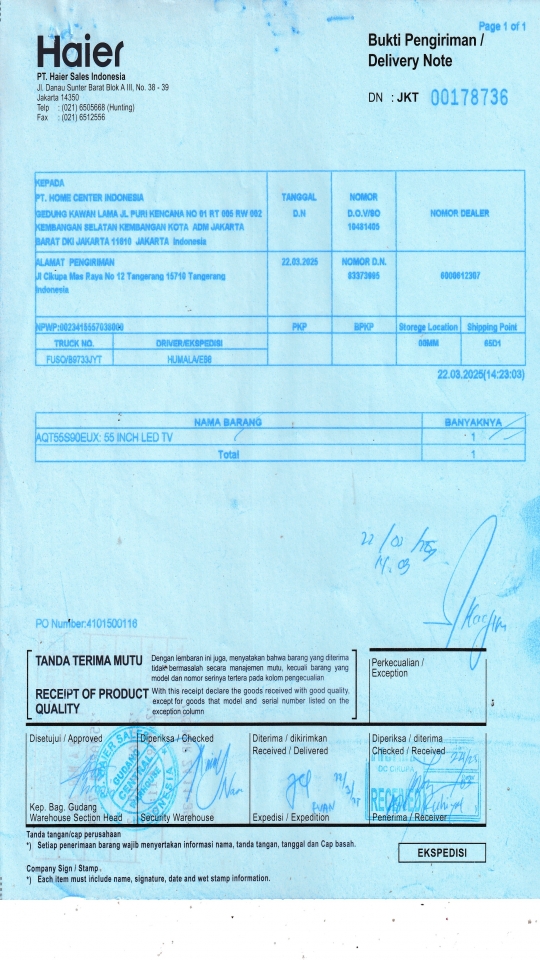 Page 1 of 1
Haier
PT. Haier Sales Indonesia
Jl. Danau Sunter Barat Blok A III, No. 38 - 39
Jakarta 14350
Telp : (021) 6505668 (Hunting)
Fax : (021) 6512556
Bukti Pengiriman /
Delivery Note
DN : JKT 00178736
KEPADA
PT. HOME CENTER INDONESIA
GEDUNG KAWAN LAMA JL PURI KENCANA NO 01 RT 005 RW 002
KEMBANGAN SELATAN KEMBANGAN KOTA ADM JAKARTA
BARAT DKI JAKARTA 11610 JAKARTA Indonesia
TANGGAL
D.N
NOMOR
D.O.V/SO
10481405
NOMOR DEALER
ALAMAT PENGIRIMAN
Jl Cikupa Mas Raya No 12 Tangerang 15710 Tangerang
Indonesia
22.03.2025
NOMOR D.N.
83373995
6000612307
PKP
BPKP
Storege Location
Shipping Point
TRUCK NO.
DRIVER/EKSPEDISI
00MM
65D1
FUSO/B9733JYT
HUMALA/E56
22.03.2025(14:23:03)
NAMA BARANG
BANYAKNYA
AQT55S90EUX: 55 INCH LED TV
1
Total
1
PO Number:4101500116
TANDA TERIMA MUTU
Dengan lembaran ini juga, menyatakan bahwa barang yang diterima
tidak bermasalah secara manajemen mutu, kecuali barang yang
model dan nomor serinya tertera pada kolom pengecualian
RECEIPT OF PRODUCT
QUALITY
With this receipt declare the goods received with good quality,
except for goods that model and serial number listed on the
exception column
Perkecualian /
Exception
Disetujui / Approved
Diperiksa / Checked
Diterima / dikirimkan
Received / Delivered
Diperiksa / diterima
Checked / Received
GUDANG
CENTRAL
WAREHOUSE
DC CIKUPA
RECEIVED
Kep. Bag. Gudang
Warehouse Section Head
Security Warehouse
Expedisi / Expedition
Penerima / Receiver
Tanda tangan/cap perusahaan
*) Setiap penerimaan barang wajib menyertakan informasi nama, tanda tangan, tanggal dan Cap basah.
EKSPEDISI
Company Sign / Stamp
*) Each item must include name, signature, date and wet stamp information.